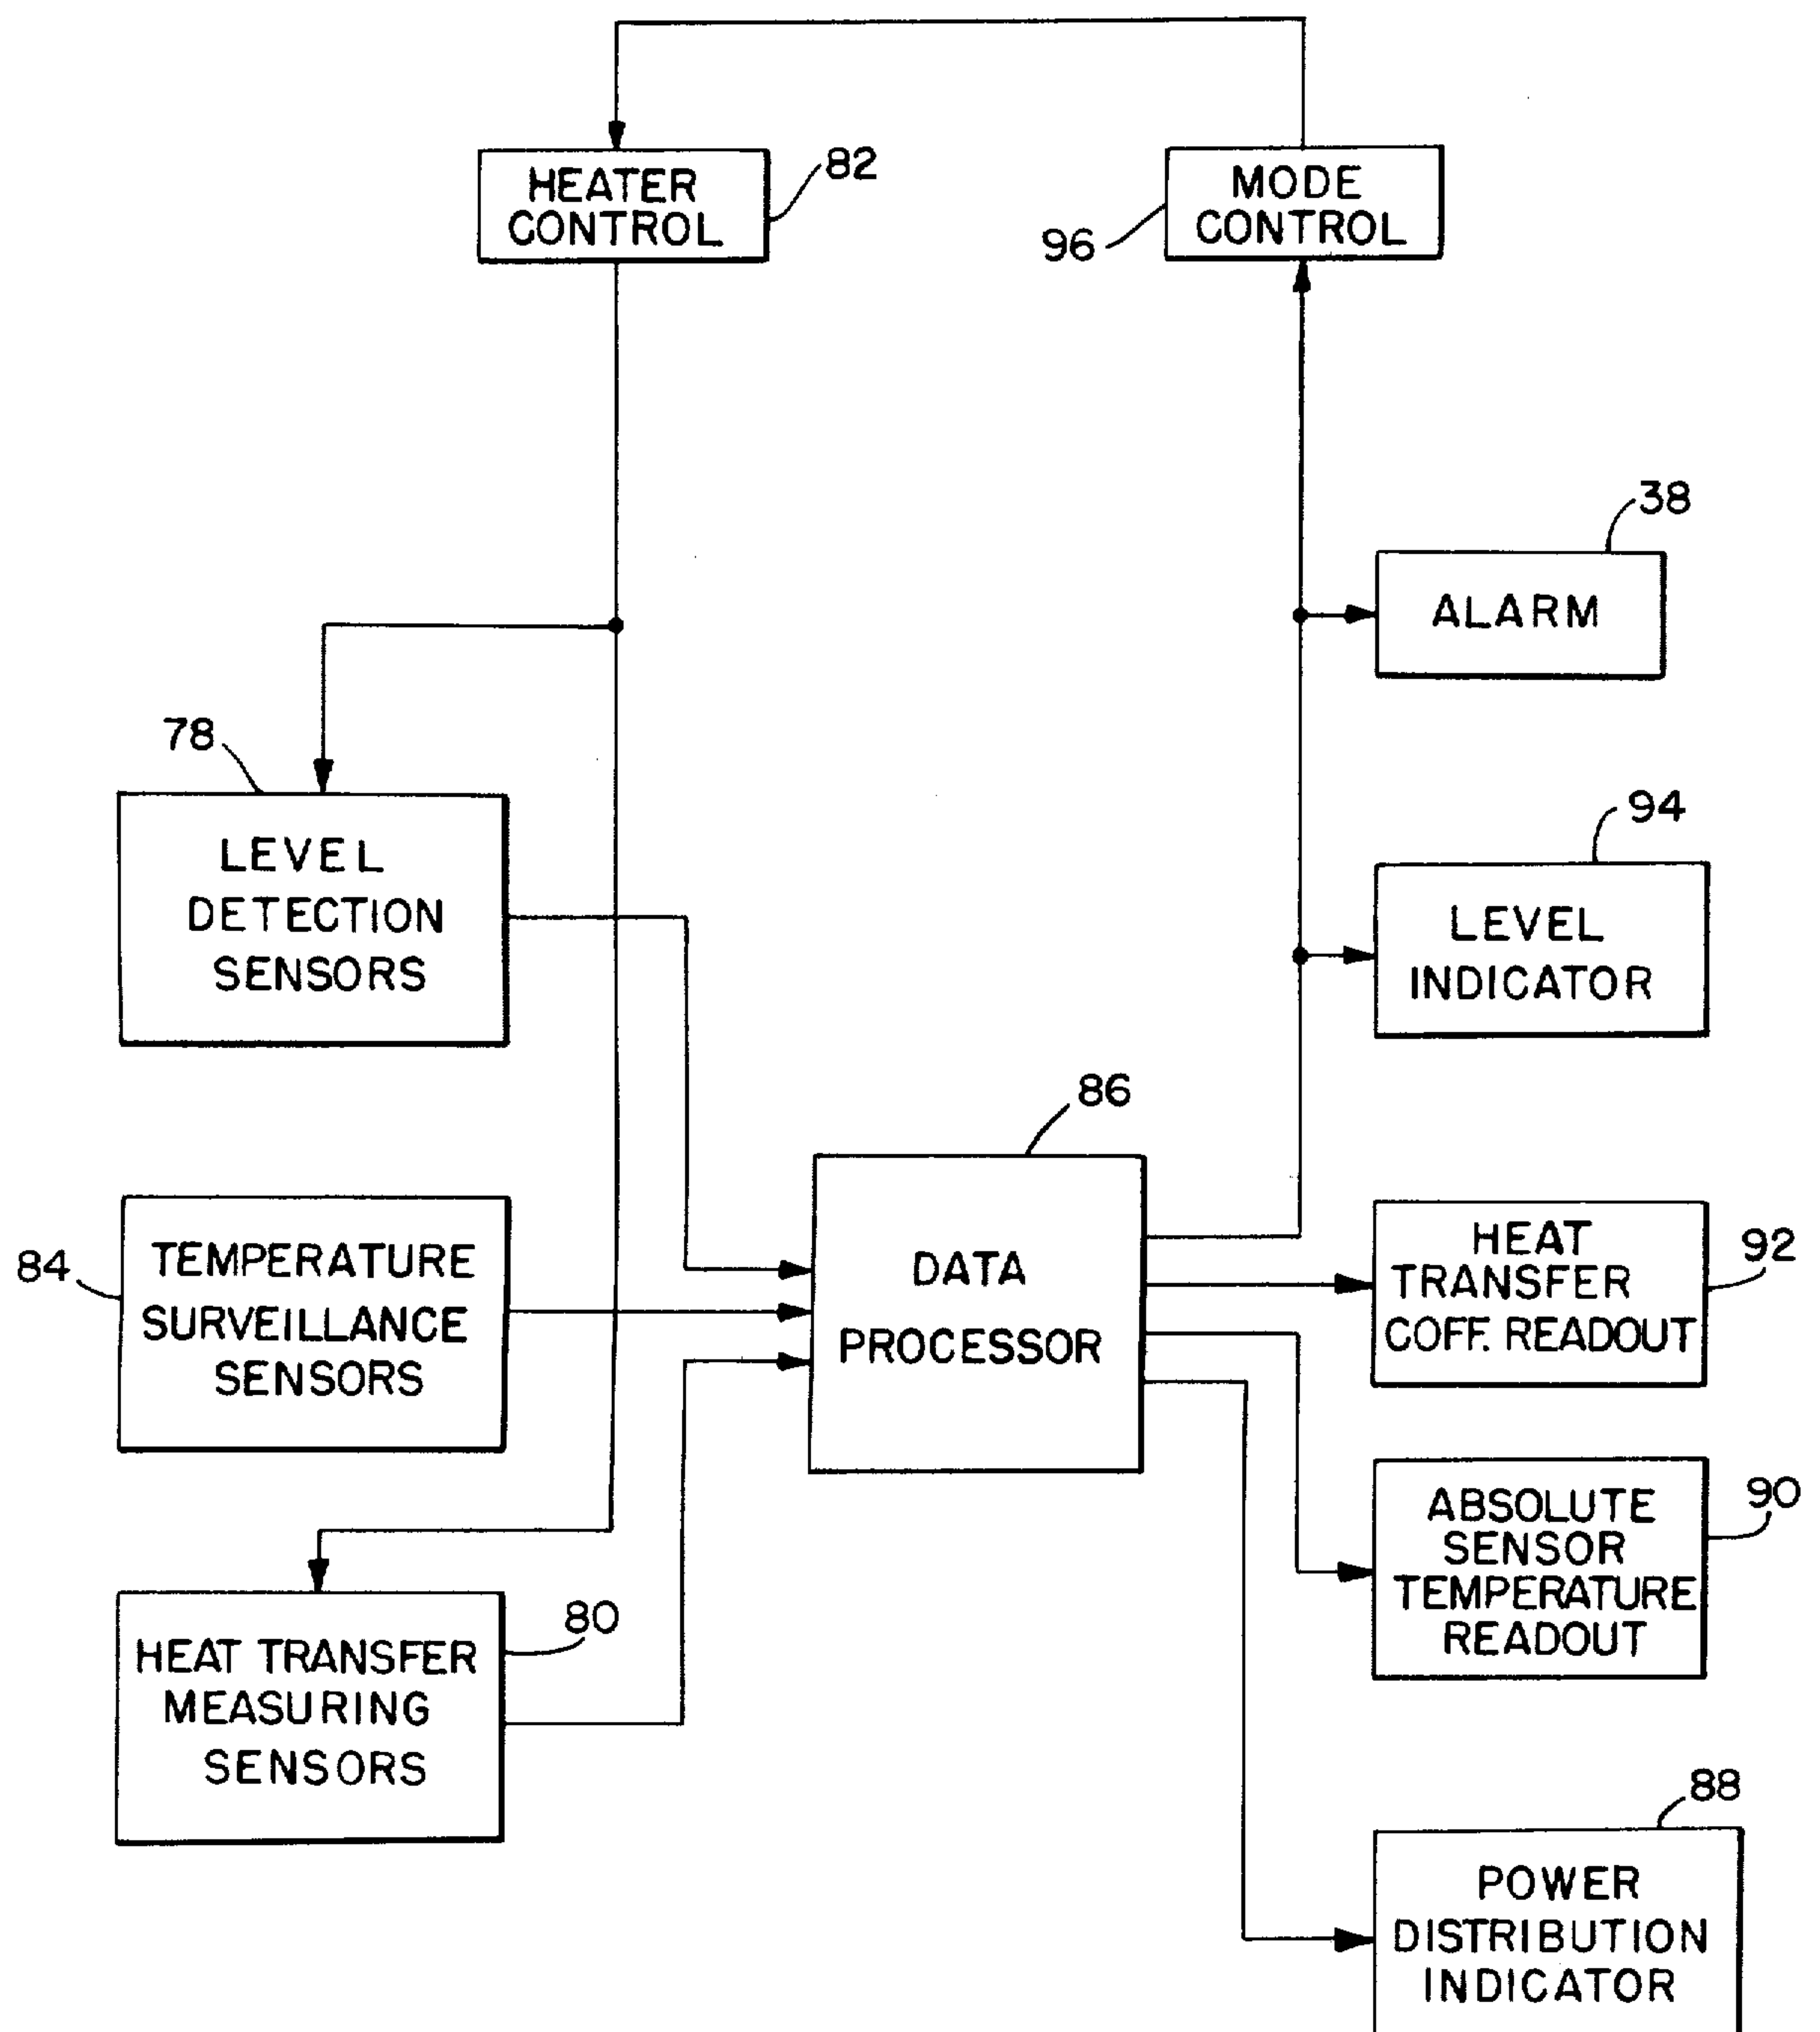 HEATER
CONTROL
82
MODE
CONTROL
96
38
ALARM
78
LEVEL
DETECTION
SENSORS
94
LEVEL
INDICATOR
86
DATA
PROCESSOR
84
TEMPERATURE
SURVEILLANCE
SENSORS
HEAT
TRANSFER
COFF. READOUT
92
ABSOLUTE
SENSOR
TEMPERATURE
READOUT
90
80
HEAT TRANSFER
MEASURING
SENSORS
88
POWER
DISTRIBUTION
INDICATOR